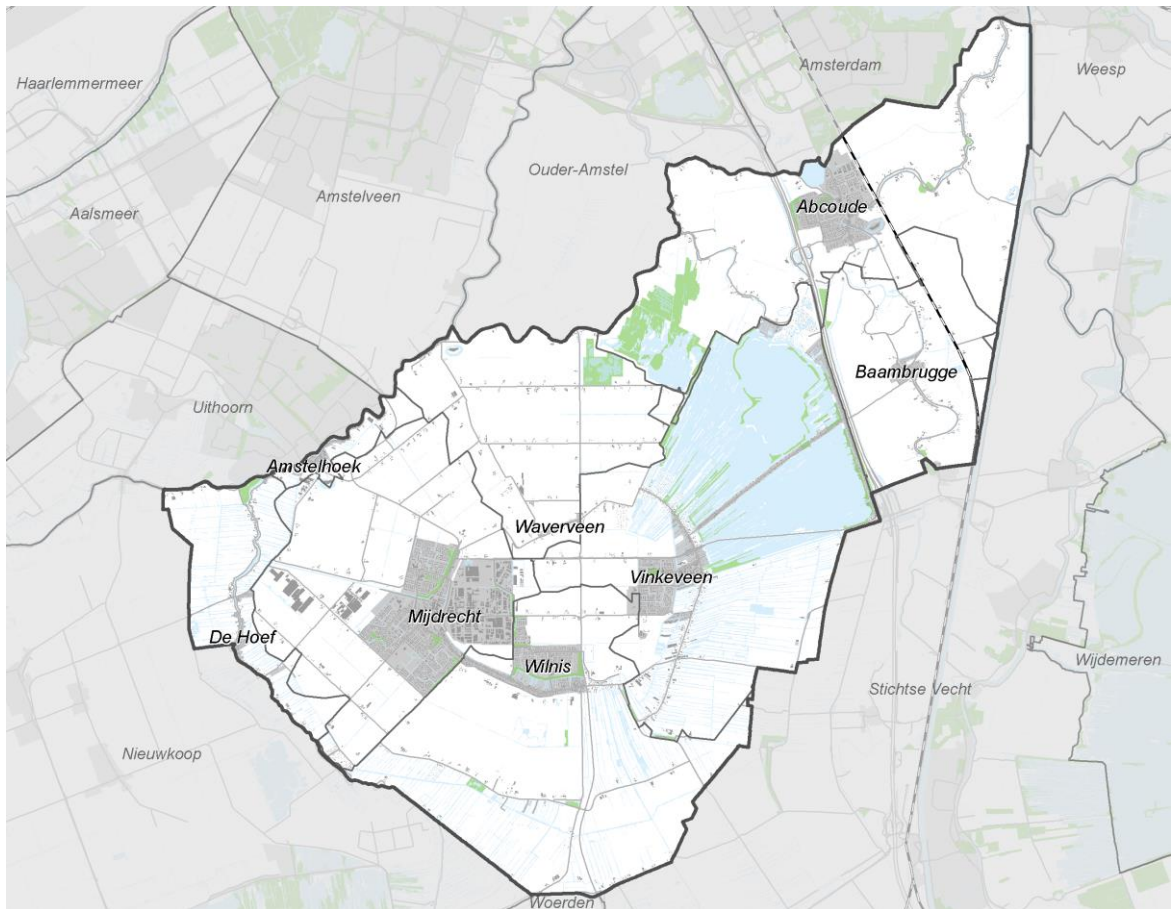 Amsterdam
Weesp
Haarlemmermeer
Ouder-Amstel
Amstelveen
Abcoude
Aalsmeer
Baambrugge
Uithoorn
Amstelhoek
Waverveen
Vinkeveen
Mijdrecht
De Hoef
Wilnis
Wijdemeren
Stichtse Vecht
Nieuwkoop
Woerden